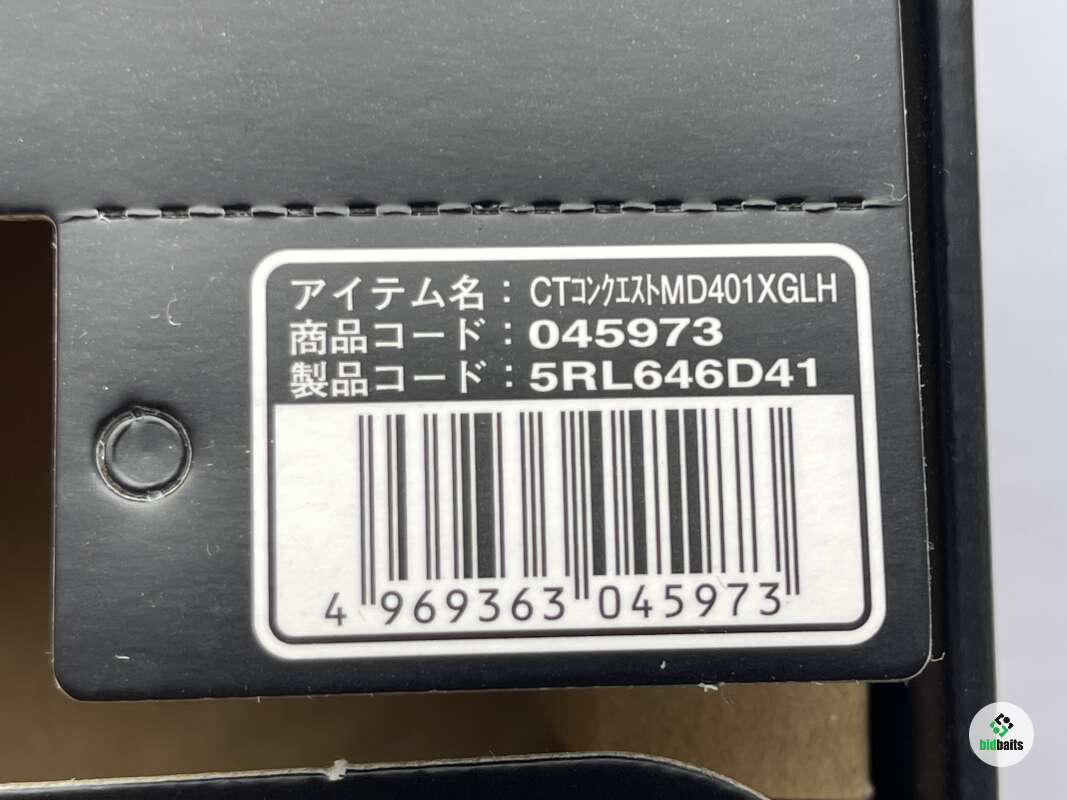 アイテム名：CTコンクエストMD401XGLH
商品コード：045973
製品コード：5RL646D41
4 969363 045973
bidbaits